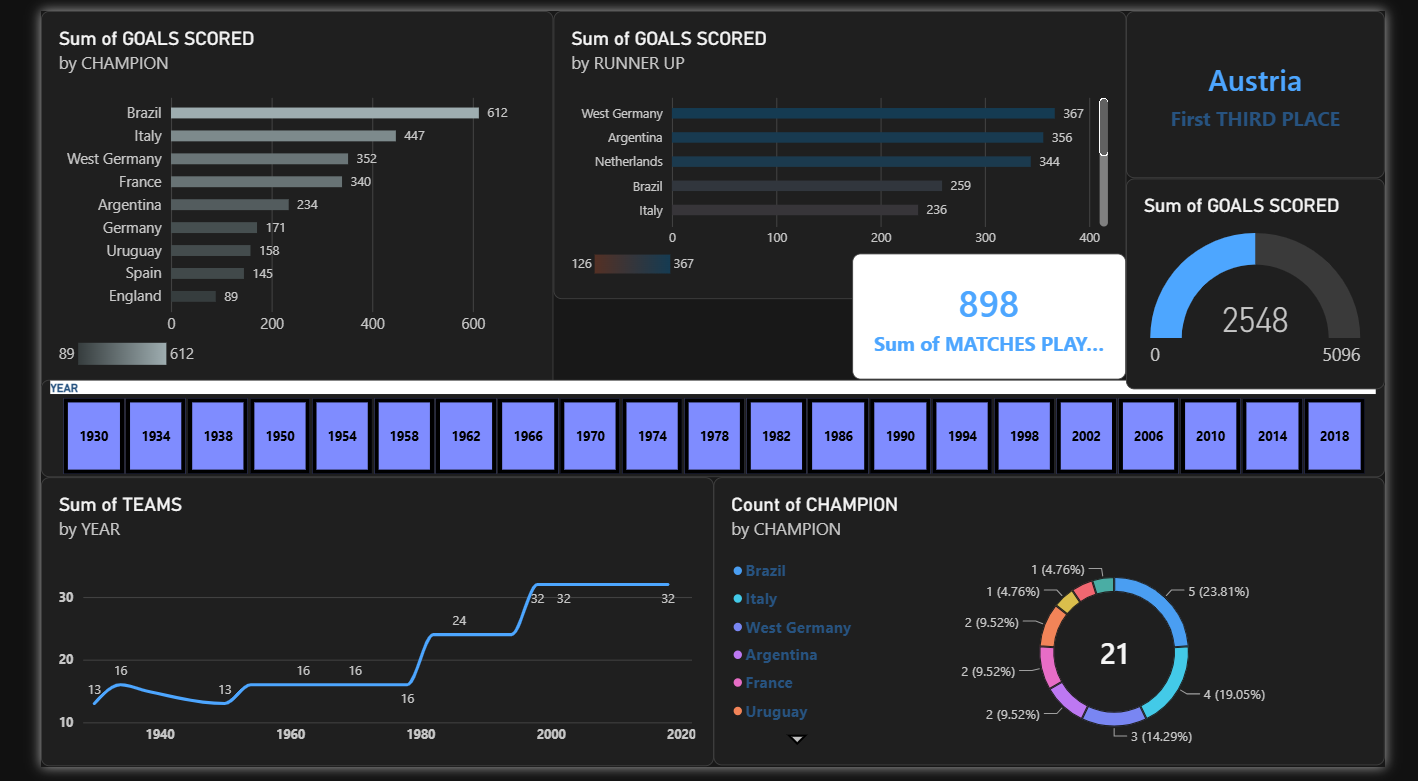 Sum of GOALS SCORED
by CHAMPION
Brazil 612
Italy 447
West Germany 352
France 340
Argentina 234
Germany 171
Uruguay 158
Spain 145
England 89
0 200 400 600
89 612
Sum of GOALS SCORED
by RUNNER UP
West Germany 367
Argentina 356
Netherlands 344
Brazil 259
Italy 236
0 100 200 300 400
126 367
Austria
First THIRD PLACE
898
Sum of MATCHES PLAY...
Sum of GOALS SCORED
2548
0 5096
YEAR
1930 1934 1938 1950 1954 1958 1962 1966 1970 1974 1978 1982 1986 1990 1994 1998 2002 2006 2010 2014 2018
Sum of TEAMS
by YEAR
30
20
10
13 16 13 16 16 16 24 32 32 32
1940 1960 1980 2000 2020
Count of CHAMPION
by CHAMPION
Brazil
Italy
West Germany
Argentina
France
Uruguay
1 (4.76%)
1 (4.76%)
2 (9.52%)
2 (9.52%)
2 (9.52%)
5 (23.81%)
4 (19.05%)
3 (14.29%)
21